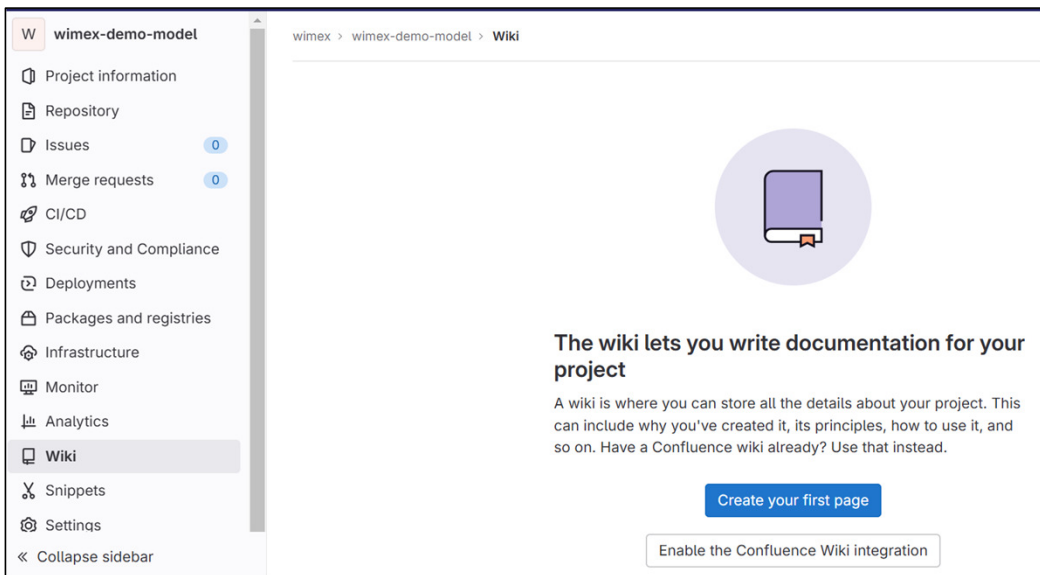 W wimex-demo-model
Project information
Repository
Issues 0
Merge requests 0
CI/CD
Security and Compliance
Deployments
Packages and registries
Infrastructure
Monitor
Analytics
Wiki
Snippets
Settings
« Collapse sidebar
wimex > wimex-demo-model > Wiki
The wiki lets you write documentation for your
project
A wiki is where you can store all the details about your project. This
can include why you've created it, its principles, how to use it, and
so on. Have a Confluence wiki already? Use that instead.
Create your first page
Enable the Confluence Wiki integration